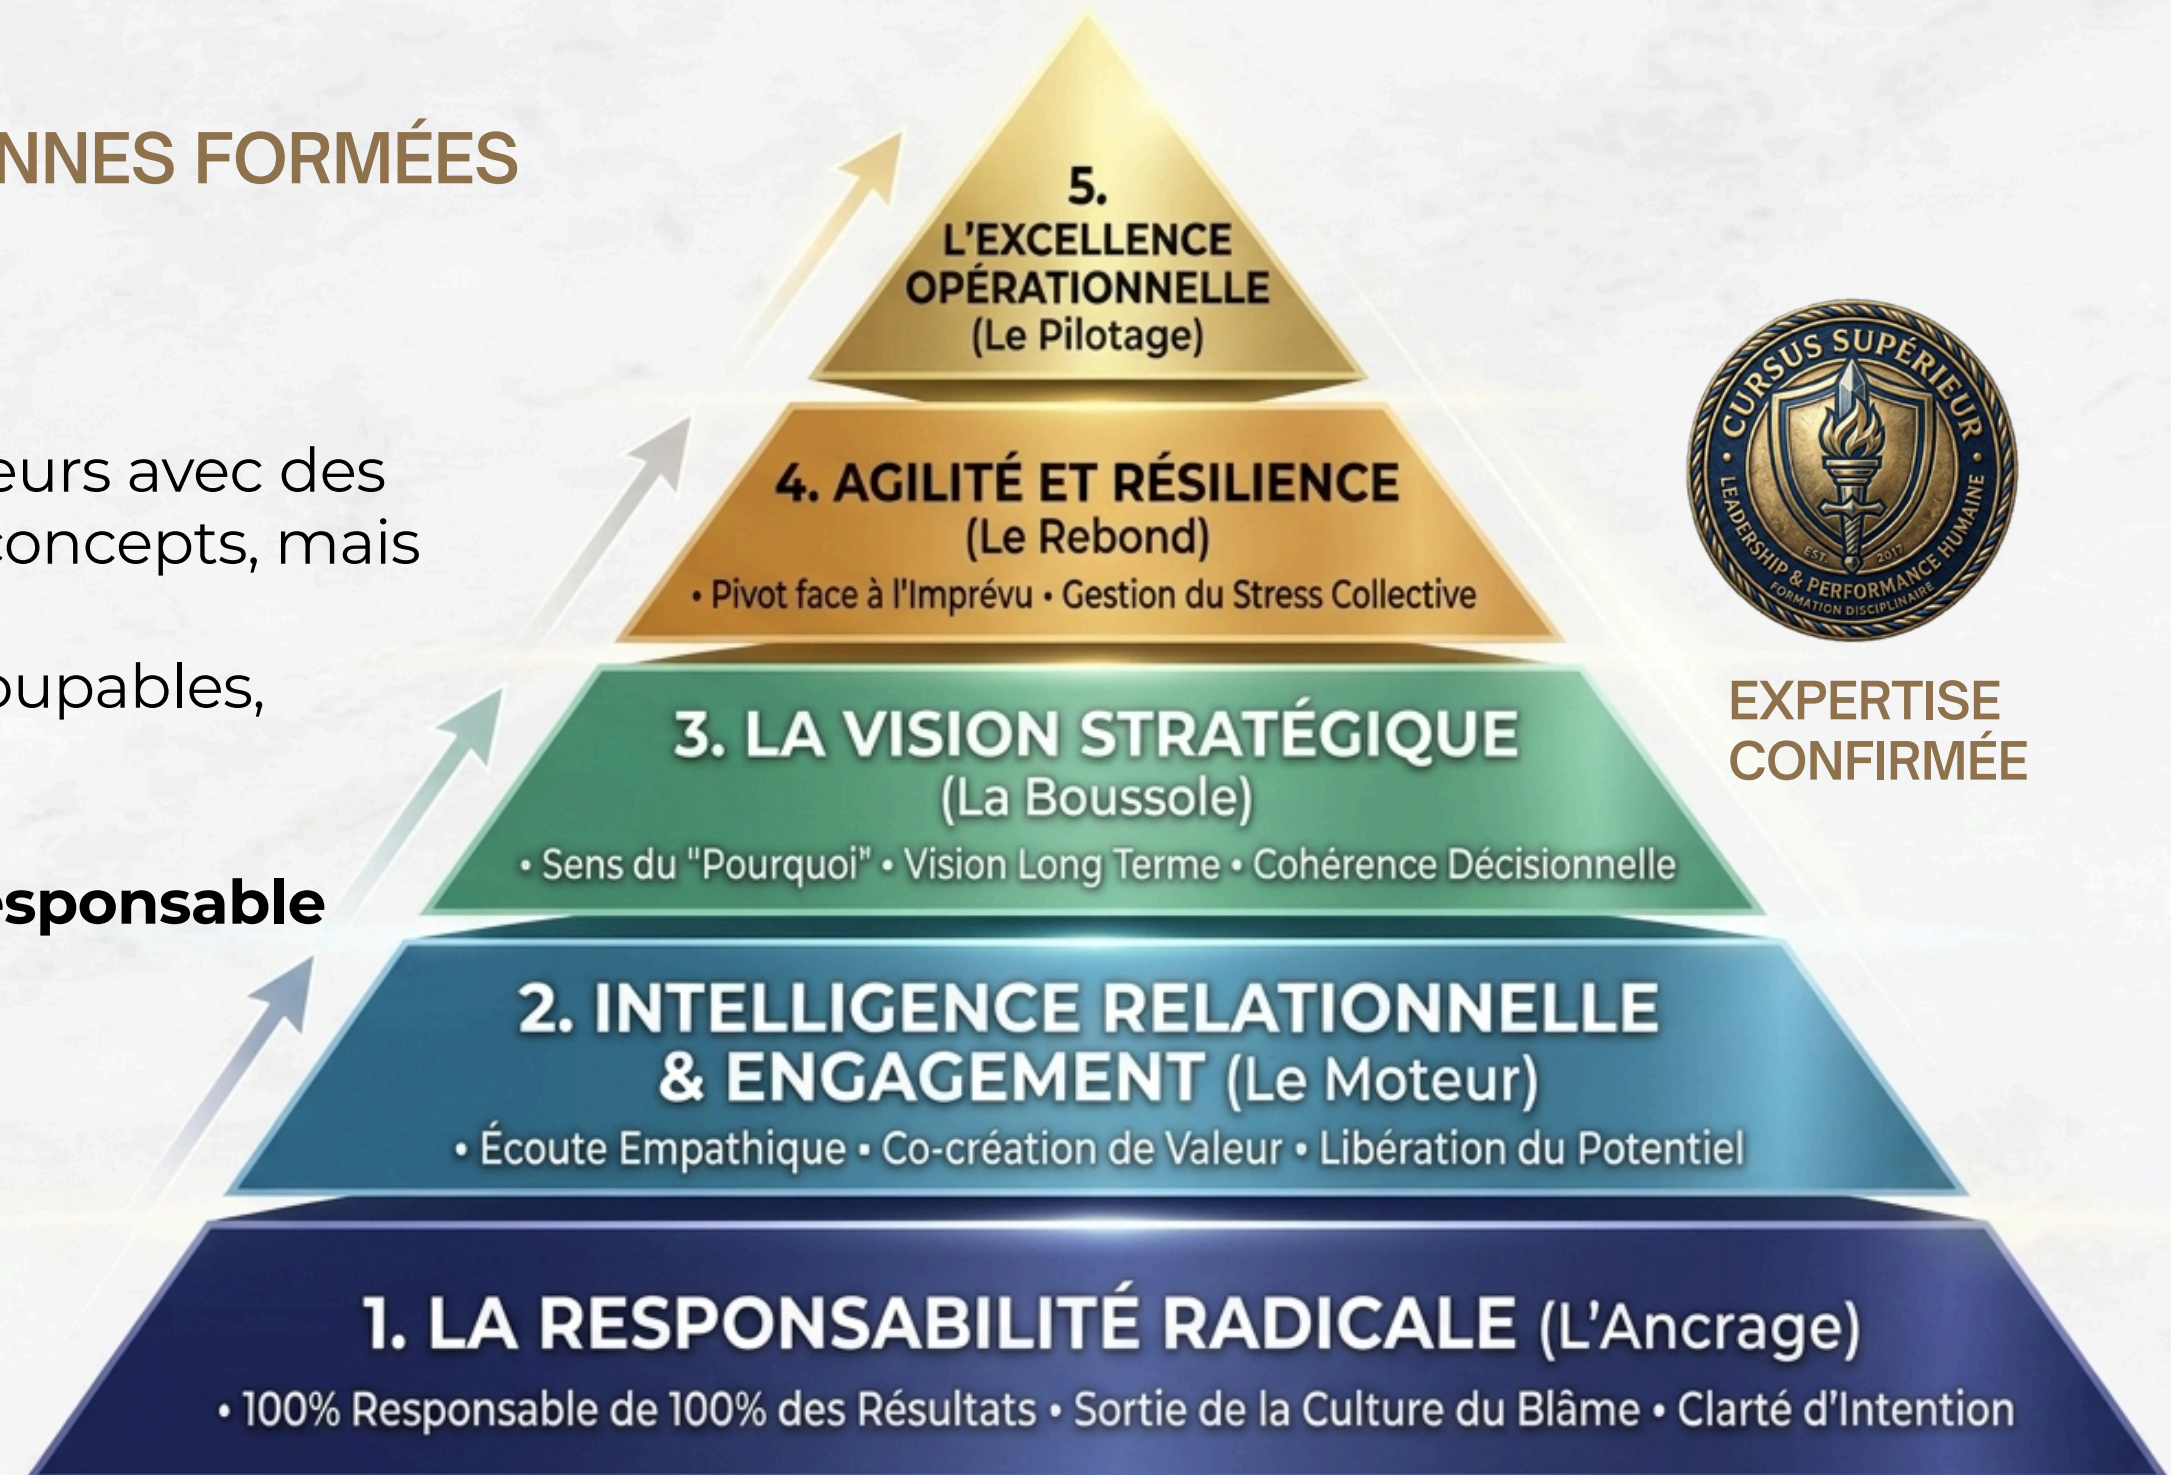 NNES FORMÉES
eurs avec des
concepts, mais
oupables,
esponsable
5.
L'EXCELLENCE
OPÉRATIONNELLE
(Le Pilotage)
4. AGILITÉ ET RÉSILIENCE
(Le Rebond)
• Pivot face à l'Imprévu • Gestion du Stress Collective
3. LA VISION STRATÉGIQUE
(La Boussole)
• Sens du "Pourquoi" • Vision Long Terme • Cohérence Décisionnelle
2. INTELLIGENCE RELATIONNELLE
& ENGAGEMENT (Le Moteur)
• Écoute Empathique • Co-création de Valeur • Libération du Potentiel
1. LA RESPONSABILITÉ RADICALE (L'Ancrage)
• 100% Responsable de 100% des Résultats • Sortie de la Culture du Blâme • Clarté d'Intention
• CURSUS SUPÉRIEUR •
LEADERSHIP & PERFORMANCE HUMAINE
EST. 2017
FORMATION DISCIPLINAIRE
EXPERTISE
CONFIRMÉE